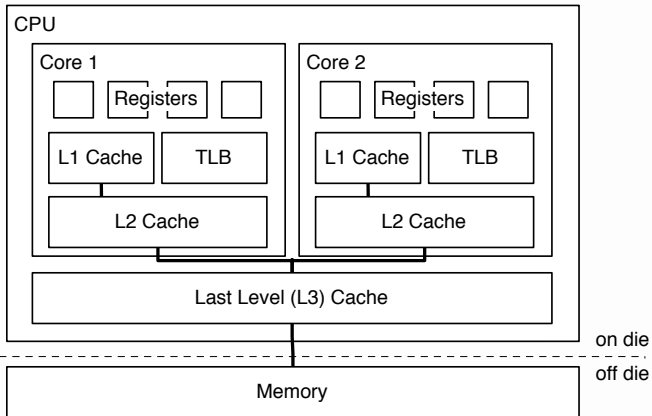 CPU
Core 1
Core 2
Registers
Registers
L1 Cache
TLB
L1 Cache
TLB
L2 Cache
L2 Cache
Last Level (L3) Cache
on die
off die
Memory